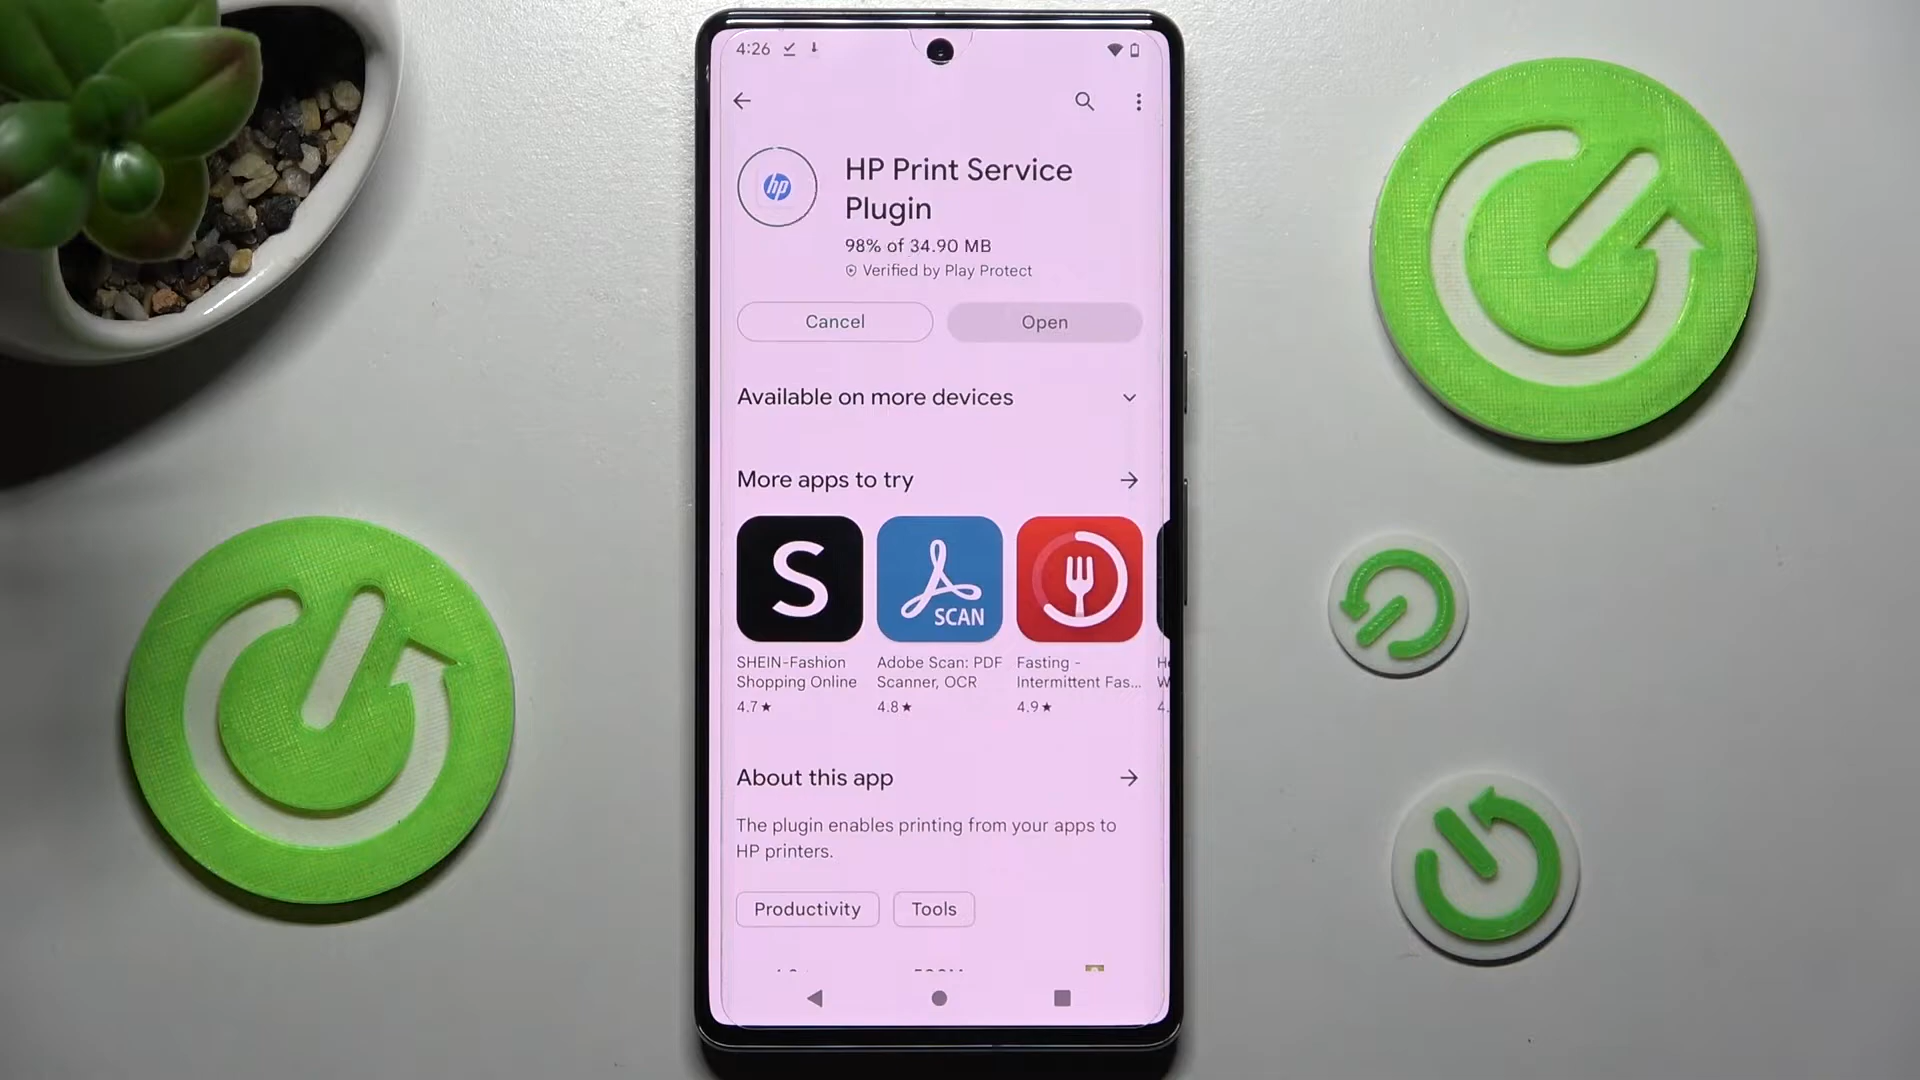 4:26
hp
HP Print Service
Plugin
98% of 34.90 MB
Verified by Play Protect
Cancel
Open
Available on more devices
More apps to try
S
SCAN
SHEIN-Fashion
Shopping Online
4.7★
Adobe Scan: PDF
Scanner, OCR
4.8★
Fasting -
Intermittent Fas...
4.9★
About this app
The plugin enables printing from your apps to
HP printers.
Productivity
Tools